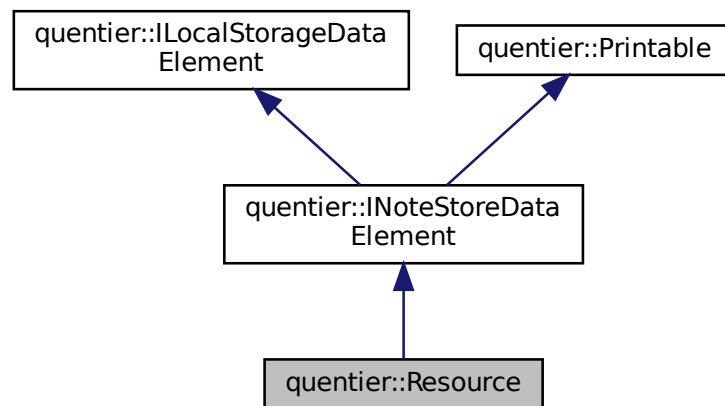 quentier::ILocalStorageData
Element
quentier::Printable
quentier::INoteStoreData
Element
quentier::Resource